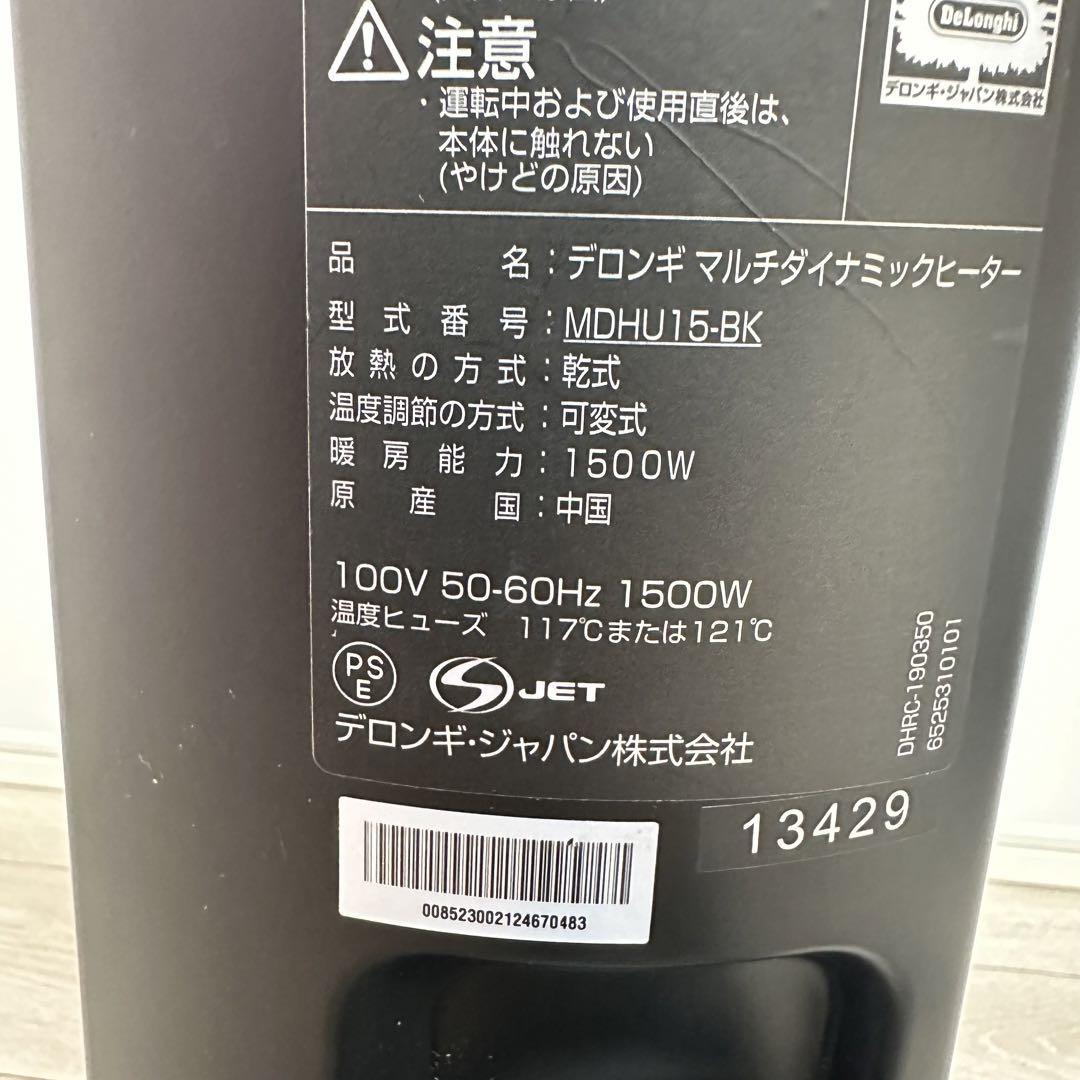 注意
・運転中および使用直後は、
本体に触れない
(やけどの原因)
DeLonghi
デロンギ・ジャパン株式会社
品名：デロンギ マルチダイナミックヒーター
型式番号：MDHU15-BK
放熱の方式：乾式
温度調節の方式：可変式
暖房能力：1500W
原産国：中国
100V 50-60Hz 1500W
温度ヒューズ 117℃または121℃
PSE
S JET
デロンギ・ジャパン株式会社
DHRC-190350
6525310101
13429
008523002124670483